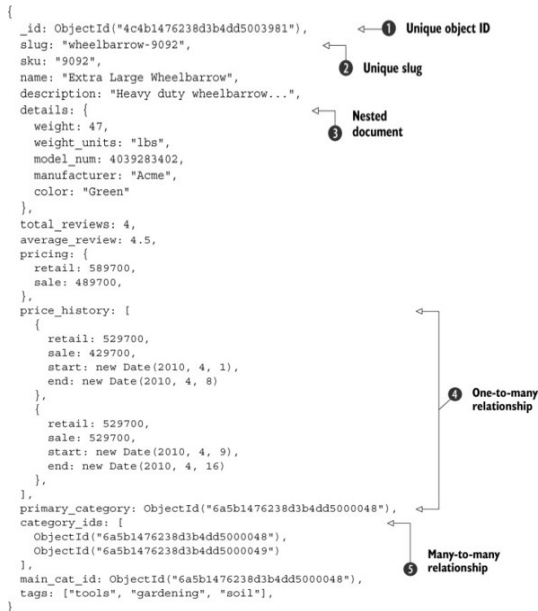 {
_id: ObjectId("4c4b1476238d3b4dd5003981"), ❶ Unique object ID
slug: "wheelbarrow-9092",
sku: "9092", ❷ Unique slug
name: "Extra Large Wheelbarrow",
description: "Heavy duty wheelbarrow...",
details: { ❸ Nested document
weight: 47,
weight_units: "lbs",
model_num: 4039283402,
manufacturer: "Acme",
color: "Green"
},
total_reviews: 4,
average_review: 4.5,
pricing: {
retail: 589700,
sale: 489700,
},
price_history: [
{
retail: 529700,
sale: 429700,
start: new Date(2010, 4, 1),
end: new Date(2010, 4, 8)
},
{ ❹ One-to-many relationship
retail: 529700,
sale: 529700,
start: new Date(2010, 4, 9),
end: new Date(2010, 4, 16)
},
],
primary_category: ObjectId("6a5b1476238d3b4dd5000048"),
category_ids: [
ObjectId("6a5b1476238d3b4dd5000048"),
ObjectId("6a5b1476238d3b4dd5000049") ❺ Many-to-many relationship
],
main_cat_id: ObjectId("6a5b1476238d3b4dd5000048"),
tags: ["tools", "gardening", "soil"],
}